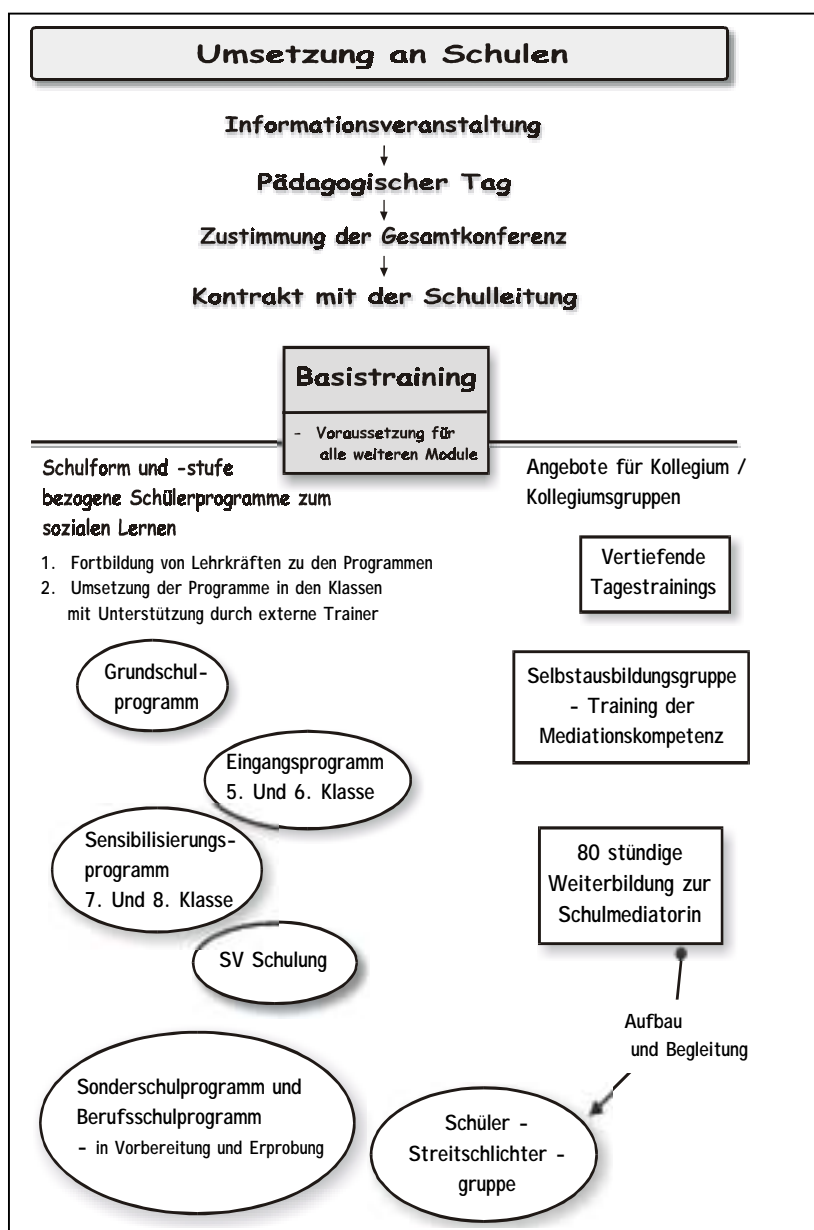 Umsetzung an Schulen
Informationsveranstaltung
Pädagogischer Tag
Zustimmung der Gesamtkonferenz
Kontrakt mit der Schulleitung
Basistraining
- Voraussetzung für
alle weiteren Module
Schulform und -stufe
bezogene Schülerprogramme zum
sozialen Lernen
1. Fortbildung von Lehrkräften zu den Programmen
2. Umsetzung der Programme in den Klassen
mit Unterstützung durch externe Trainer
Grundschul-
programm
Eingangsprogramm
5. Und 6. Klasse
Sensibilisierungs-
programm
7. Und 8. Klasse
SV Schulung
Sonderschulprogramm und
Berufsschulprogramm
- in Vorbereitung und Erprobung
Angebote für Kollegium /
Kollegiumsgruppen
Vertiefende
Tagestrainings
Selbstausbildungsgruppe
- Training der
Mediationskompetenz
80 stündige
Weiterbildung zur
Schulmediatorin
Aufbau
und Begleitung
Schüler -
Streitschlichter -
gruppe